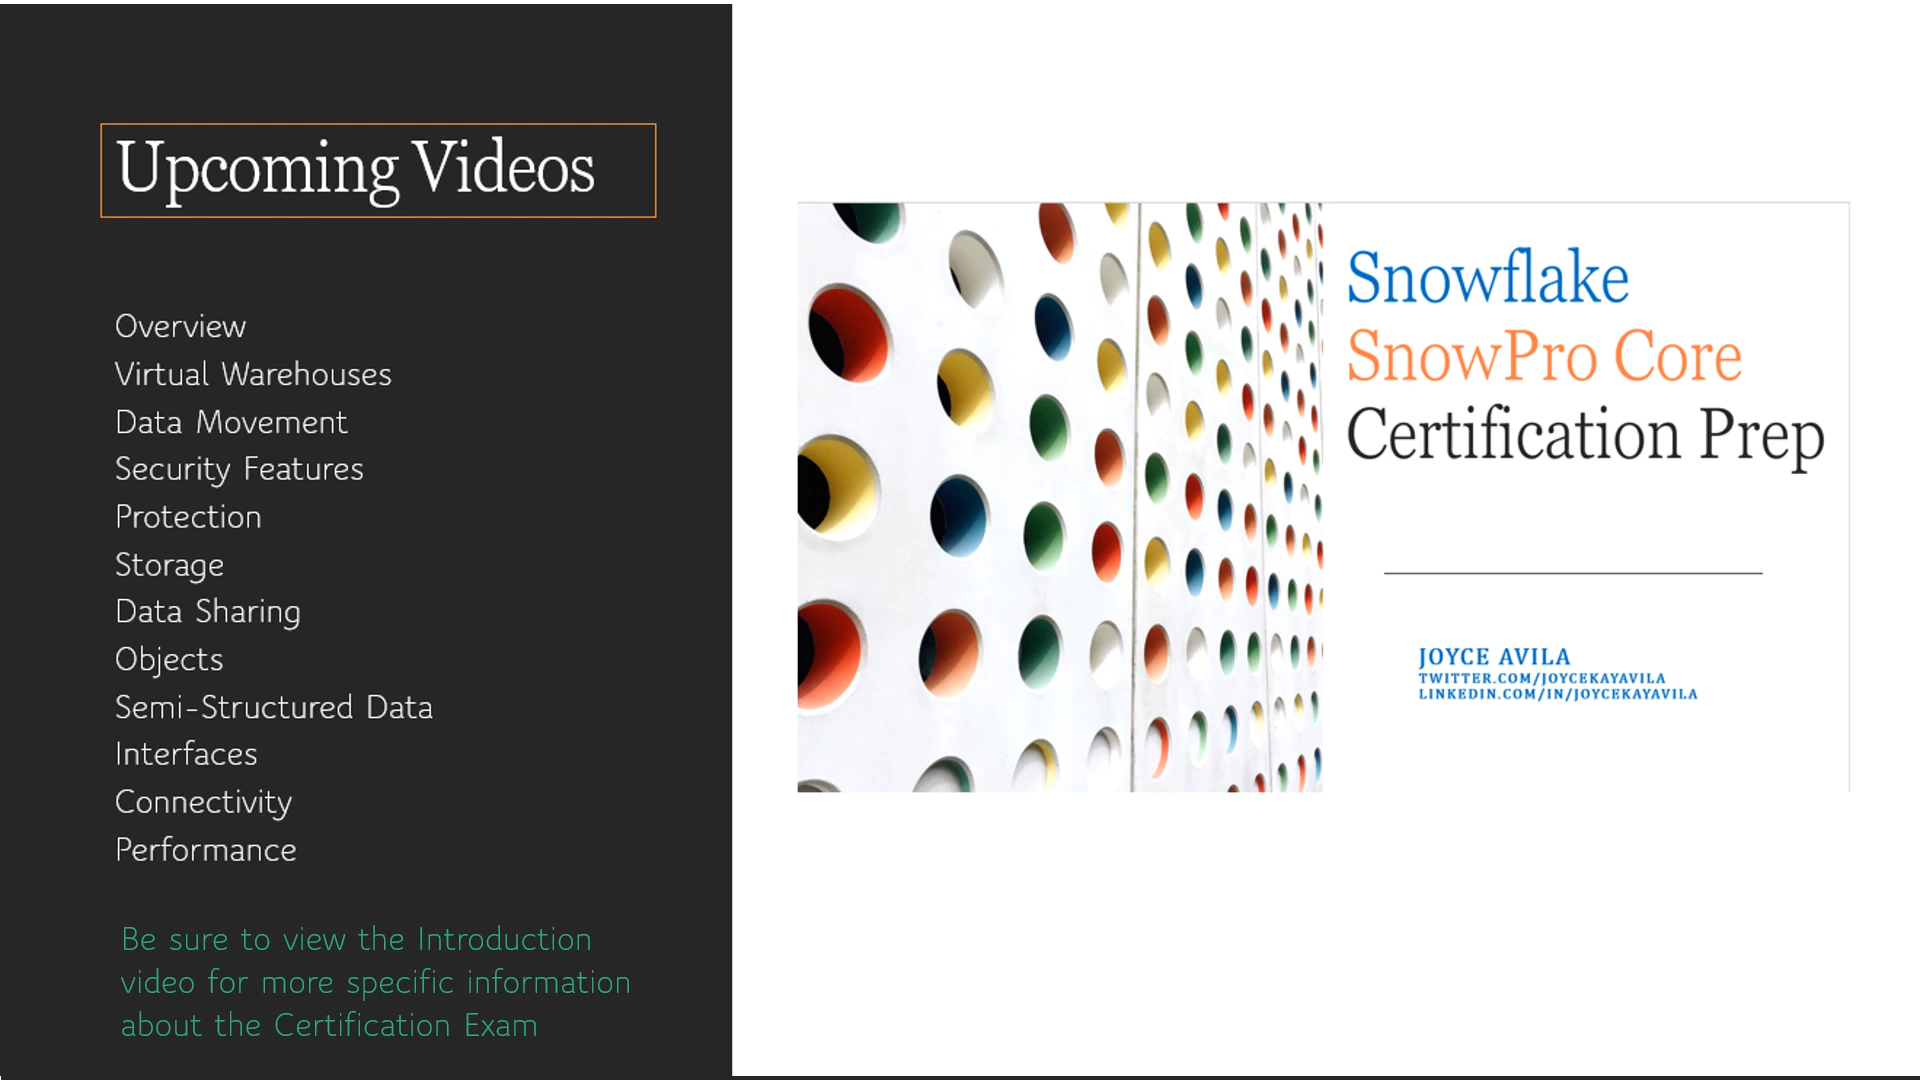 Upcoming Videos
Overview
Virtual Warehouses
Data Movement
Security Features
Protection
Storage
Data Sharing
Objects
Semi-Structured Data
Interfaces
Connectivity
Performance
Be sure to view the Introduction
video for more specific information
about the Certification Exam
Snowflake
SnowPro Core
Certification Prep
JOYCE AVILA
TWITTER.COM/JOYCEKAYAVILA
LINKEDIN.COM/IN/JOYCEKAYAVILA